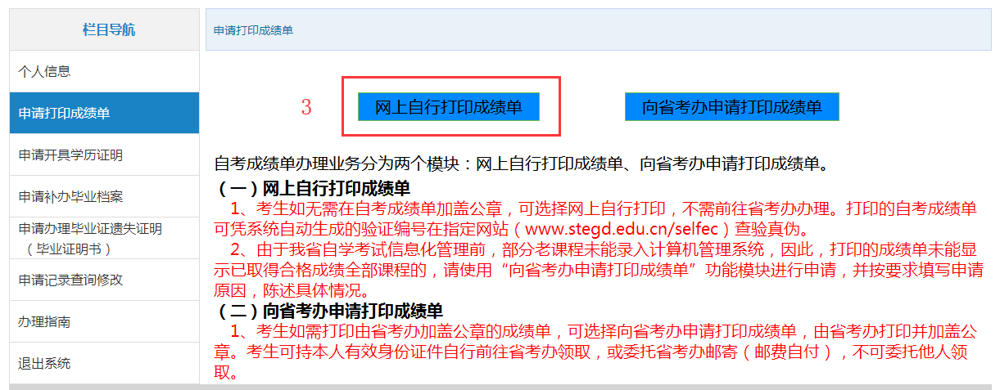 栏目导航
个人信息
申请打印成绩单
申请开具学历证明
申请补办毕业档案
申请办理毕业证遗失证明
（毕业证明书）
申请记录查询修改
办理指南
退出系统
申请打印成绩单
3
网上自行打印成绩单
向省考办申请打印成绩单
自考成绩单办理业务分为两个模块：网上自行打印成绩单、向省考办申请打印成绩单。
（一）网上自行打印成绩单
1、考生如无需在自考成绩单加盖公章，可选择网上自行打印，不需前往省考办办理。打印的自考成绩单
可凭系统自动生成的验证编号在指定网站（www.stegd.edu.cn/selfec）查验真伪。
2、由于我省自学考试信息化管理前，部分老课程未能录入计算机管理系统，因此，打印的成绩单未能显
示已取得合格成绩全部课程的，请使用“向省考办申请打印成绩单”功能模块进行申请，并按要求填写申请
原因，陈述具体情况。
（二）向省考办申请打印成绩单
1、考生如需打印由省考办加盖公章的成绩单，可选择向省考办申请打印成绩单，由省考办打印并加盖公
章。考生可持本人有效身份证件自行前往省考办领取，或委托省考办邮寄（邮费自付），不可委托他人领
取。